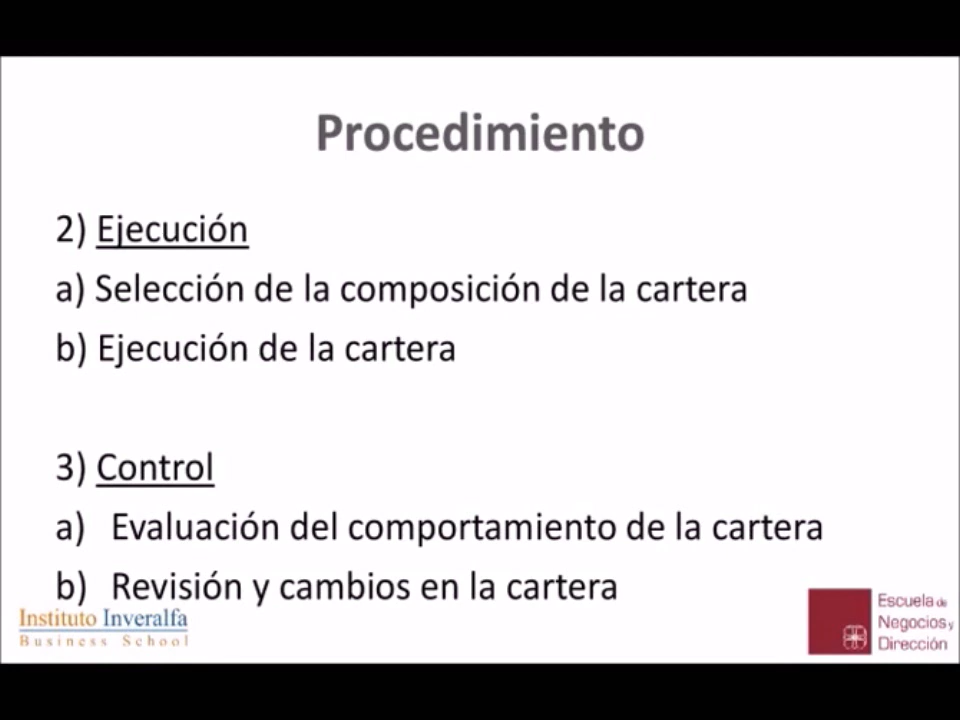 Procedimiento
2) Ejecución
a) Selección de la composición de la cartera
b) Ejecución de la cartera
3) Control
a) Evaluación del comportamiento de la cartera
b) Revisión y cambios en la cartera
Instituto Inveralfa
Business School
Escuela de
Negocios y
Dirección